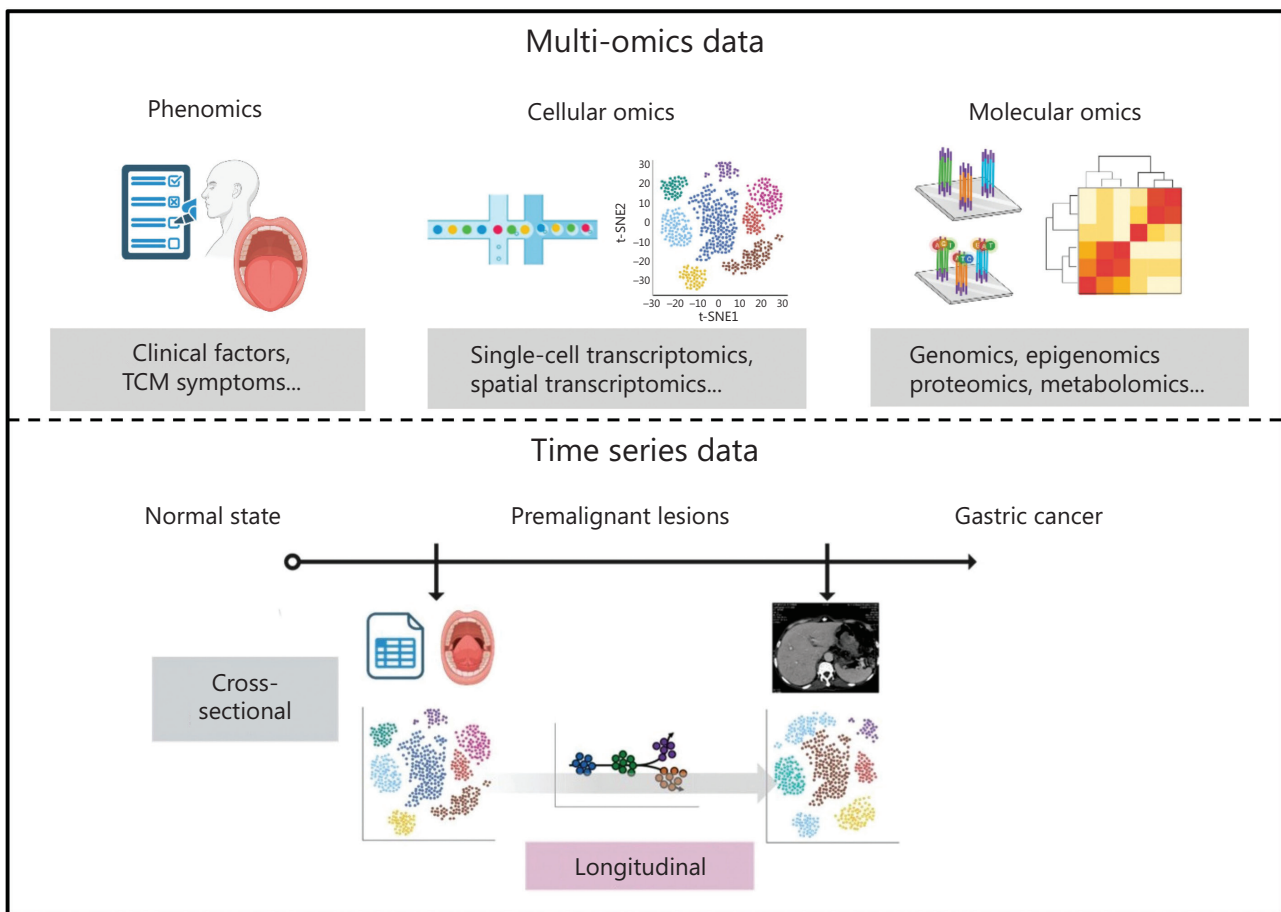 Multi-omics data
Phenomics
Cellular omics
Molecular omics
30
20
10
0
−10
−20
−30
t-SNE2
−30 −20 −10 0 10 20 30
t-SNE1
Clinical factors,
TCM symptoms...
Single-cell transcriptomics,
spatial transcriptomics...
Genomics, epigenomics
proteomics, metabolomics...
Time series data
Normal state
Premalignant lesions
Gastric cancer
Cross-
sectional
Longitudinal